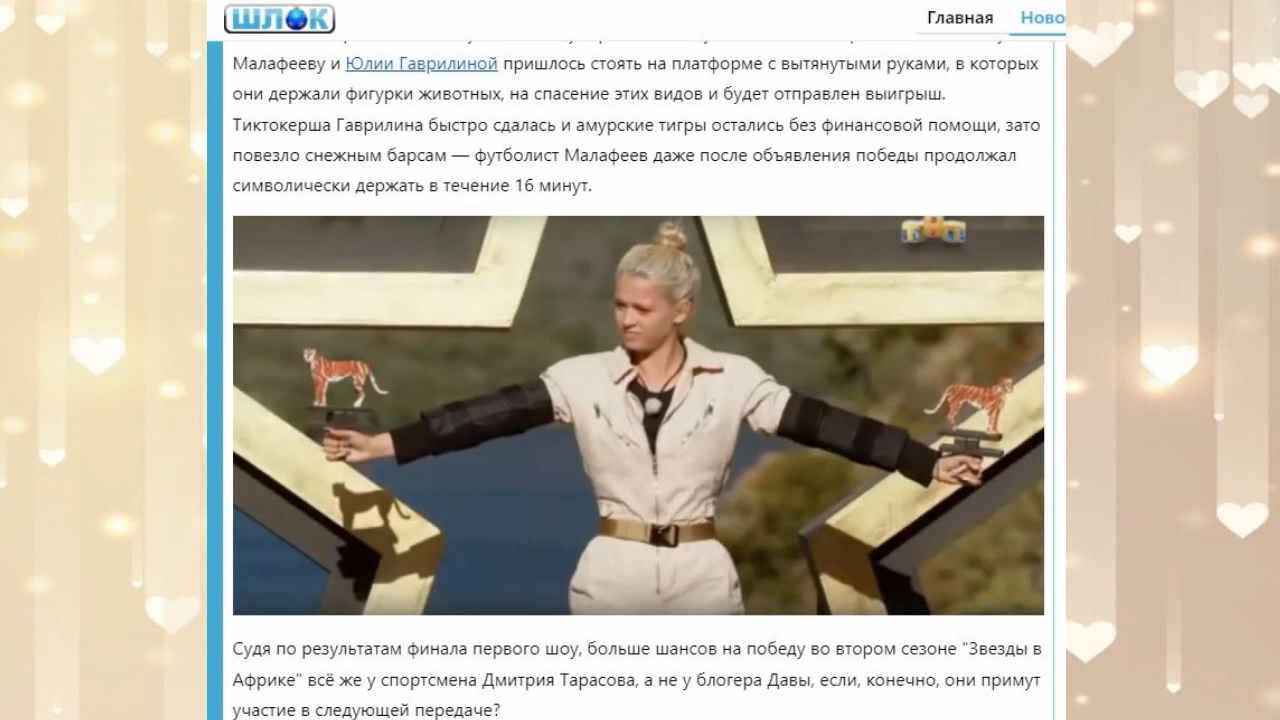 ШЛОК
Главная
Ново
Малафееву и Юлии Гаврилиной пришлось стоять на платформе с вытянутыми руками, в которых
они держали фигурки животных, на спасение этих видов и будет отправлен выигрыш.
Тиктокерша Гаврилина быстро сдалась и амурские тигры остались без финансовой помощи, зато
повезло снежным барсам — футболист Малафеев даже после объявления победы продолжал
символически держать в течение 16 минут.
ТНТ
Судя по результатам финала первого шоу, больше шансов на победу во втором сезоне "Звезды в
Африке" всё же у спортсмена Дмитрия Тарасова, а не у блогера Давы, если, конечно, они примут
участие в следующей передаче?